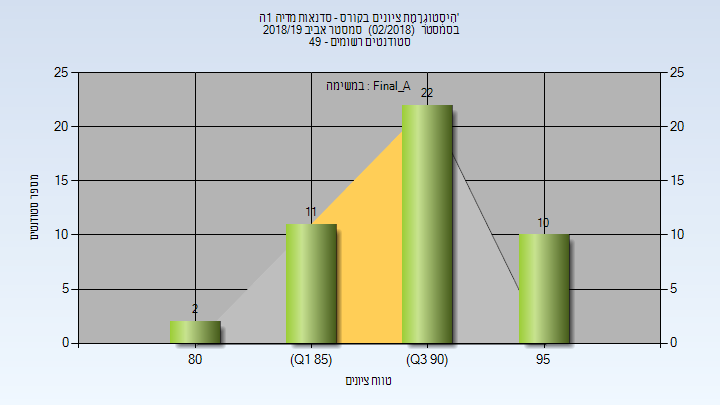 הִיסְטוֹגְרָמַת ציונים בקורס - סדנאות מדיה 1ה'
בסמסטר (02/2018) סמסטר אביב 2018/19
סטודנטים רשומים - 49
במשימה : Final_A
מספר סטודנטים
25 25
20 20
15 15
10 10
5 5
0 0
2
11
22
10
80 (Q1 85) (Q3 90) 95
טווח ציונים